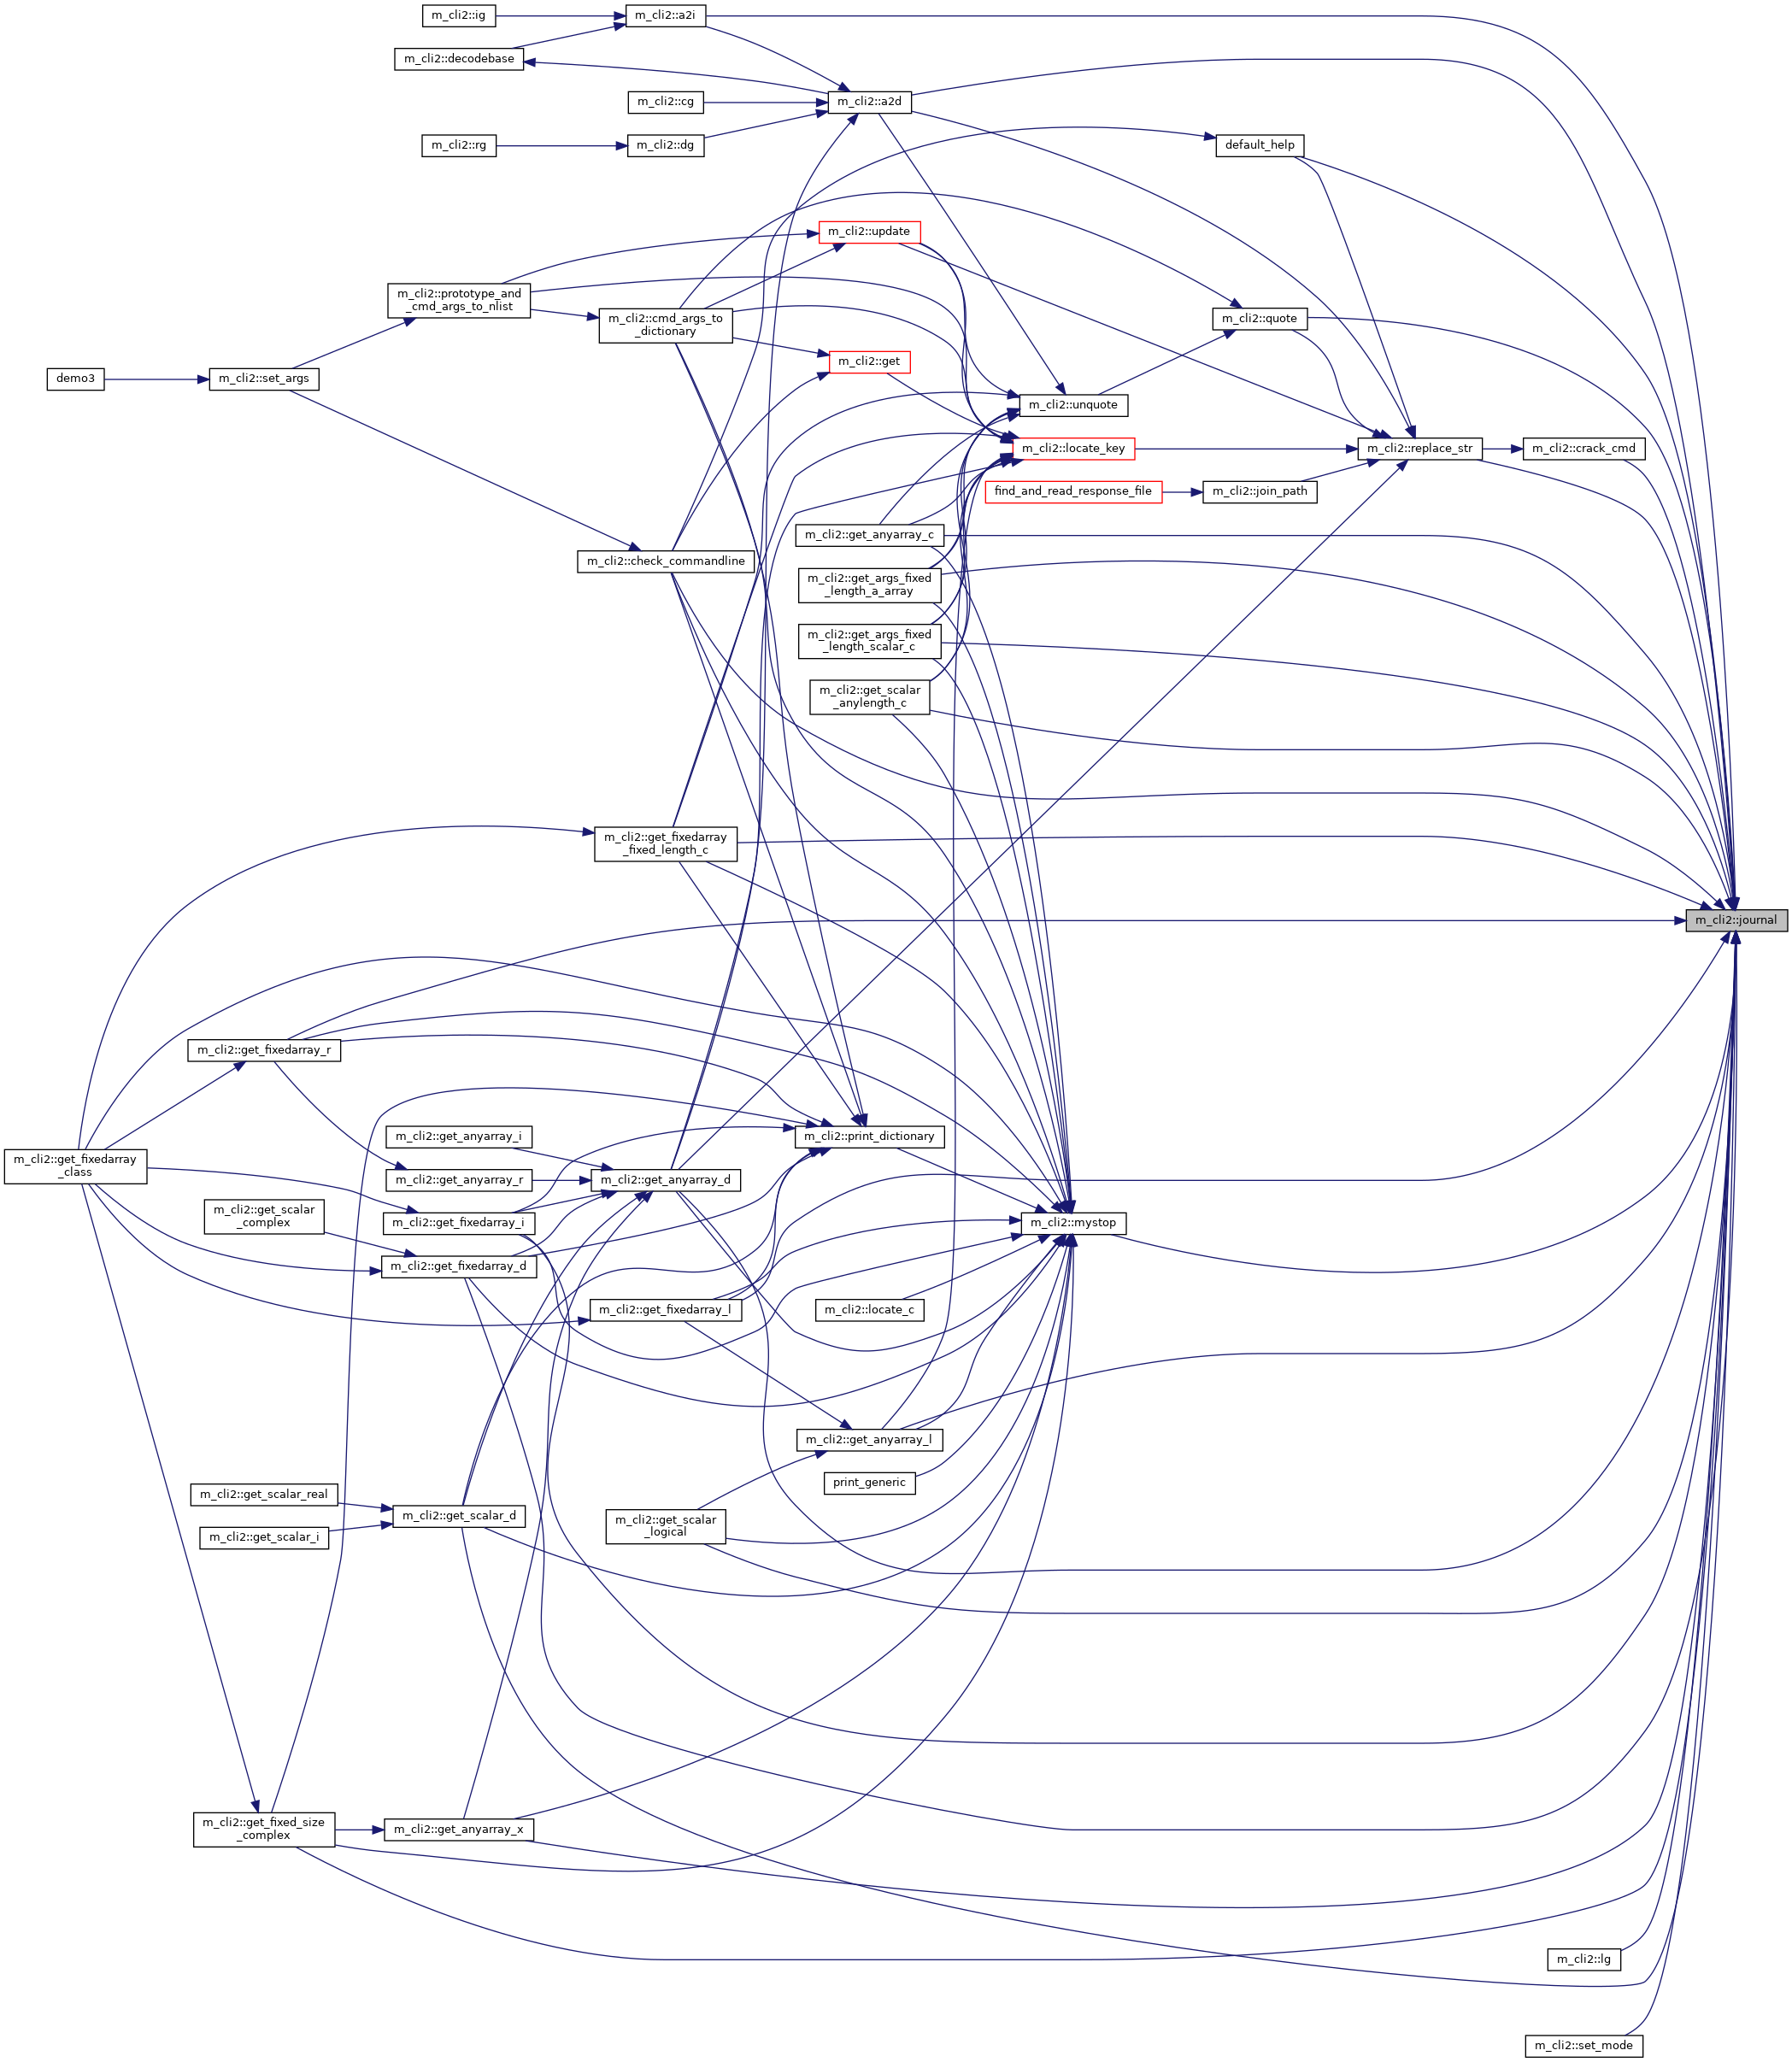 m_cli2::ig
m_cli2::a2i
m_cli2::decodebase
m_cli2::cg
m_cli2::a2d
m_cli2::rg
m_cli2::dg
default_help
m_cli2::update
m_cli2::prototype_and
_cmd_args_to_nlist
m_cli2::cmd_args_to
_dictionary
m_cli2::quote
m_cli2::get
demo3
m_cli2::set_args
m_cli2::unquote
m_cli2::locate_key
m_cli2::replace_str
m_cli2::crack_cmd
find_and_read_response_file
m_cli2::join_path
m_cli2::get_anyarray_c
m_cli2::check_commandline
m_cli2::get_args_fixed
_length_a_array
m_cli2::get_args_fixed
_length_scalar_c
m_cli2::get_scalar
_anylength_c
m_cli2::get_fixedarray
_fixed_length_c
m_cli2::journal
m_cli2::get_fixedarray_r
m_cli2::get_anyarray_i
m_cli2::print_dictionary
m_cli2::get_fixedarray
_class
m_cli2::get_anyarray_r
m_cli2::get_anyarray_d
m_cli2::get_scalar
_complex
m_cli2::get_fixedarray_i
m_cli2::mystop
m_cli2::get_fixedarray_d
m_cli2::get_fixedarray_l
m_cli2::locate_c
m_cli2::get_anyarray_l
print_generic
m_cli2::get_scalar_real
m_cli2::get_scalar_d
m_cli2::get_scalar
_logical
m_cli2::get_scalar_i
m_cli2::get_fixed_size
_complex
m_cli2::get_anyarray_x
m_cli2::lg
m_cli2::set_mode